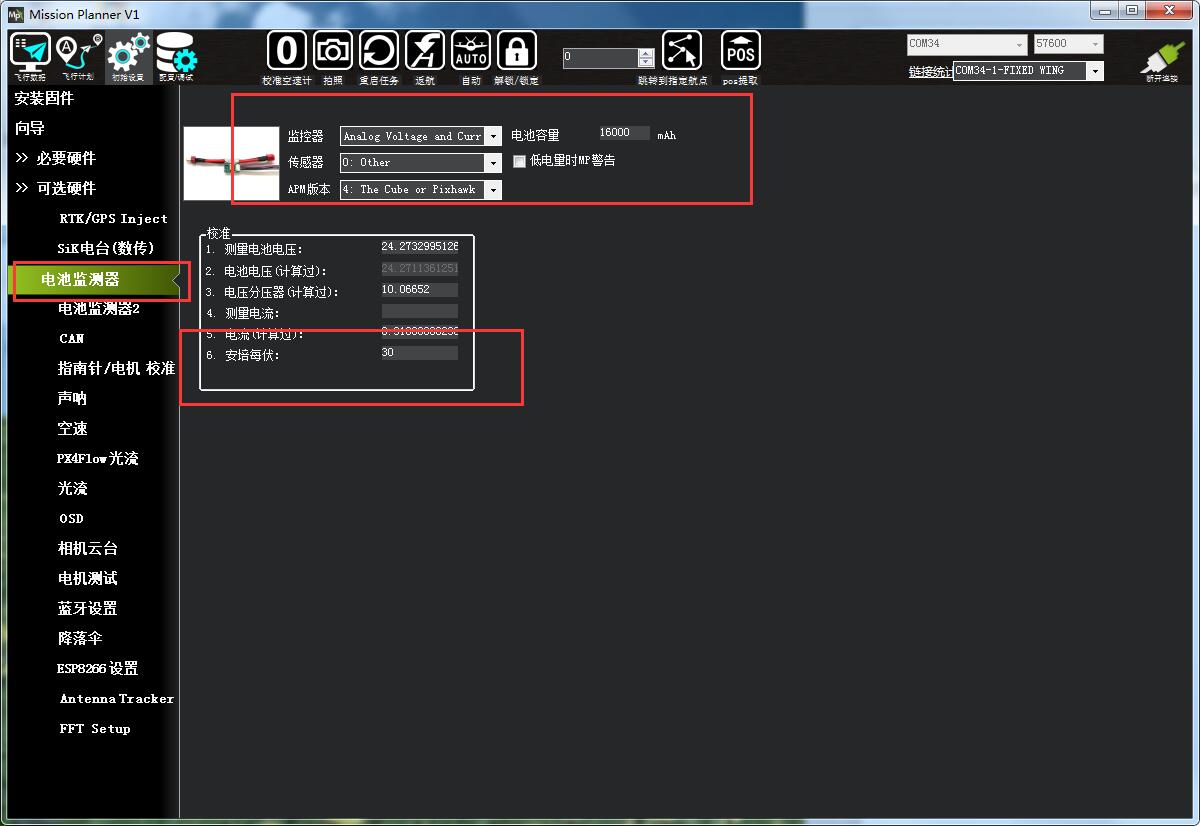 Mission Planner V1
飞行数据 飞行计划 初始设置 配置/调试
0 AUTO POS
校准空速计 拍照 重启任务 返航 自动 解锁/锁定 0 跳转到指定航点 pos提取
COM34 57600
链接统计 COM34-1-FIXED WING
断开连接
安装固件
向导
>> 必要硬件
>> 可选硬件
RTK/GPS Inject
SiK电台(数传)
电池监测器
电池监测器2
CAN
指南针/电机 校准
声呐
空速
PX4Flow光流
光流
OSD
相机云台
电机测试
蓝牙设置
降落伞
ESP8266 设置
Antenna Tracker
FFT Setup
监控器 Analog Voltage and Curr 电池容量 16000 mAh
传感器 0: Other 低电量时MP警告
APM版本 4: The Cube or Pixhawk
校准
1. 测量电池电压: 24.2732995126
2. 电池电压(计算过): 24.2711361251
3. 电压分压器(计算过): 10.06652
4. 测量电流:
5. 电流(计算过):
6. 安培每伏: 30